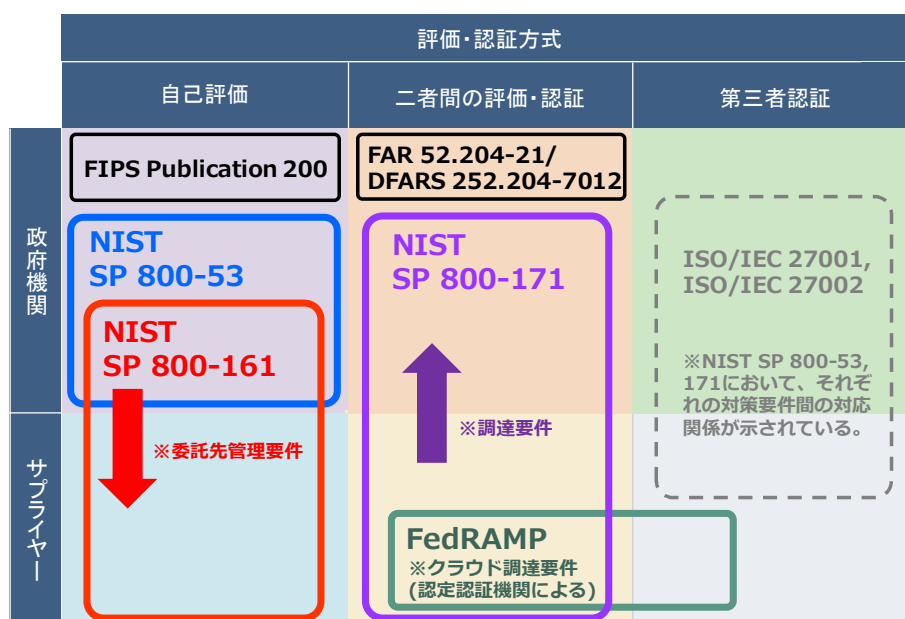 評価・認証方式
自己評価
二者間の評価・認証
第三者認証
政府機関
FIPS Publication 200
FAR 52.204-21/
DFARS 252.204-7012
NIST
SP 800-53
NIST
SP 800-161
NIST
SP 800-171
ISO/IEC 27001,
ISO/IEC 27002
※NIST SP 800-53,
171において、それぞ
れの対策要件間の対応
関係が示されている。
サプライヤー
※委託先管理要件
※調達要件
FedRAMP
※クラウド調達要件
(認定認証機関による)